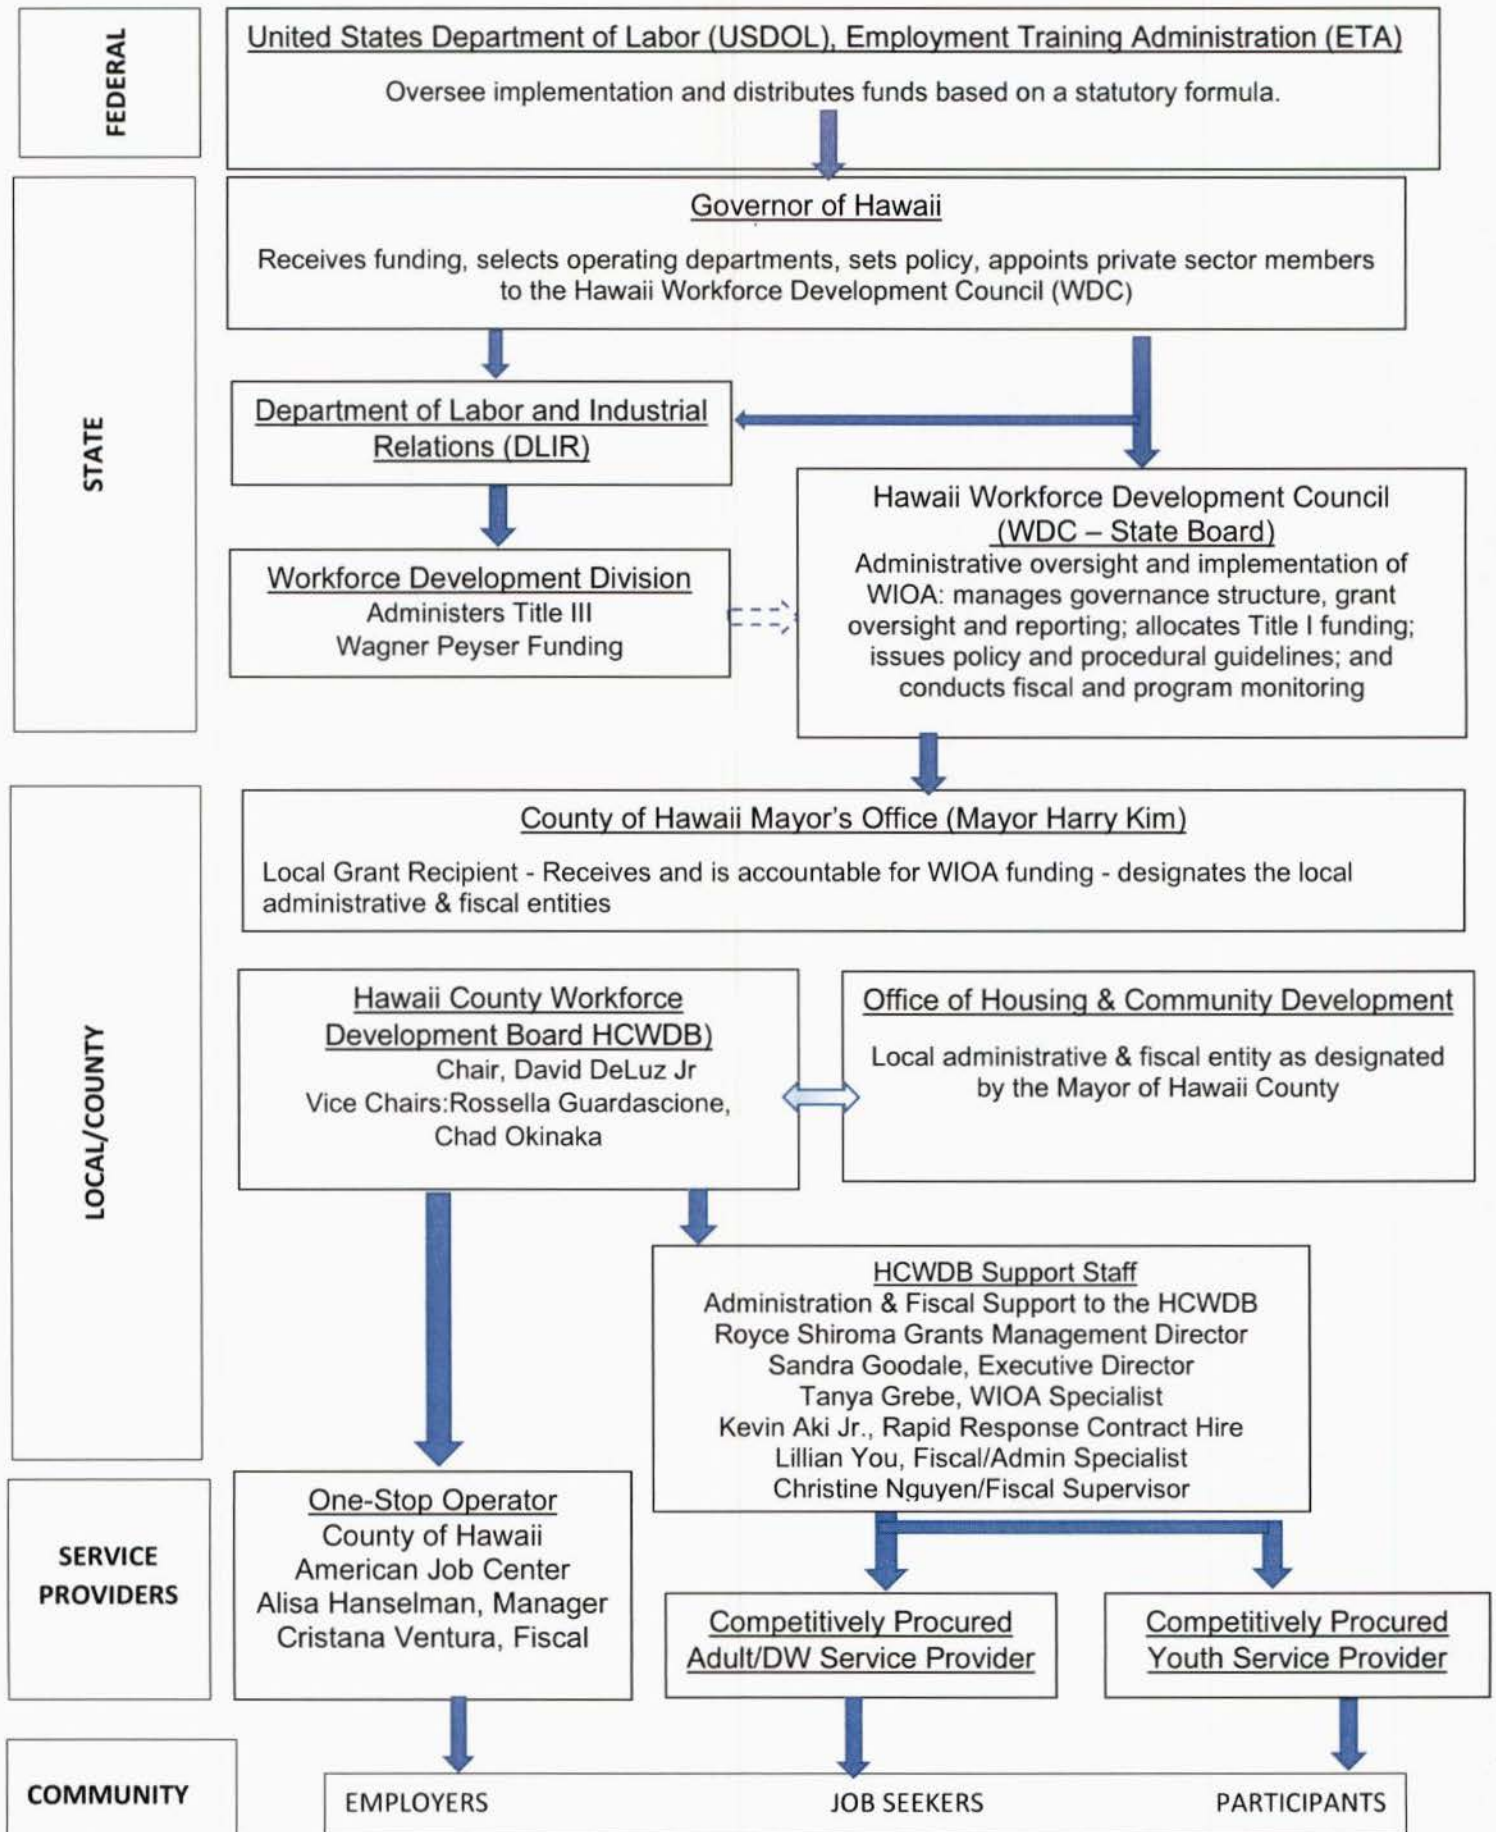 FEDERAL
United States Department of Labor (USDOL), Employment Training Administration (ETA)
Oversee implementation and distributes funds based on a statutory formula.
STATE
Governor of Hawaii
Receives funding, selects operating departments, sets policy, appoints private sector members
to the Hawaii Workforce Development Council (WDC)
Department of Labor and Industrial
Relations (DLIR)
Workforce Development Division
Administers Title III
Wagner Peyser Funding
Hawaii Workforce Development Council
(WDC – State Board)
Administrative oversight and implementation of
WIOA: manages governance structure, grant
oversight and reporting; allocates Title I funding;
issues policy and procedural guidelines; and
conducts fiscal and program monitoring
LOCAL/COUNTY
County of Hawaii Mayor's Office (Mayor Harry Kim)
Local Grant Recipient - Receives and is accountable for WIOA funding - designates the local
administrative & fiscal entities
Hawaii County Workforce
Development Board HCWDB)
Chair, David DeLuz Jr
Vice Chairs:Rossella Guardascione,
Chad Okinaka
Office of Housing & Community Development
Local administrative & fiscal entity as designated
by the Mayor of Hawaii County
HCWDB Support Staff
Administration & Fiscal Support to the HCWDB
Royce Shiroma Grants Management Director
Sandra Goodale, Executive Director
Tanya Grebe, WIOA Specialist
Kevin Aki Jr., Rapid Response Contract Hire
Lillian You, Fiscal/Admin Specialist
Christine Nguyen/Fiscal Supervisor
SERVICE
PROVIDERS
One-Stop Operator
County of Hawaii
American Job Center
Alisa Hanselman, Manager
Cristana Ventura, Fiscal
Competitively Procured
Adult/DW Service Provider
Competitively Procured
Youth Service Provider
COMMUNITY
EMPLOYERS
JOB SEEKERS
PARTICIPANTS